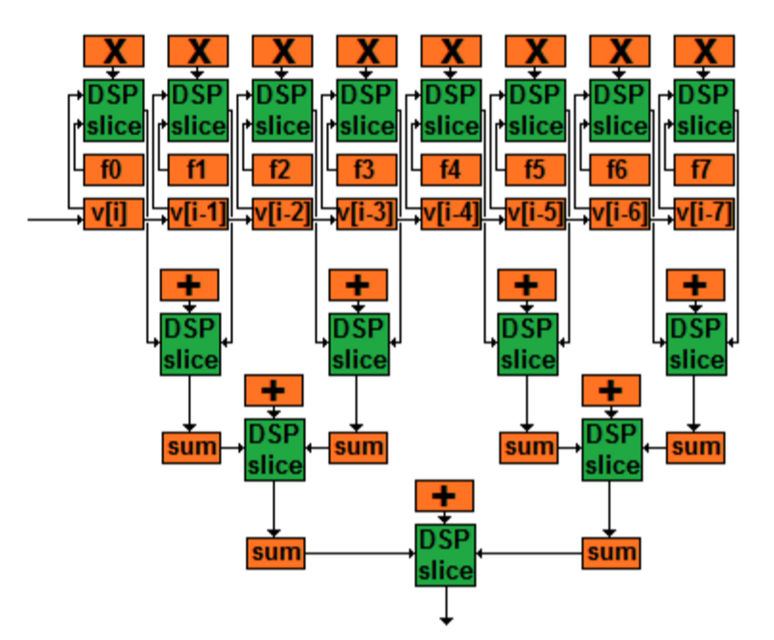 X X X X X X X X
DSP DSP DSP DSP DSP DSP DSP DSP
slice slice slice slice slice slice slice slice
f0 f1 f2 f3 f4 f5 f6 f7
v[i] v[i-1] v[i-2] v[i-3] v[i-4] v[i-5] v[i-6] v[i-7]
+ + + +
DSP DSP DSP DSP
slice slice slice slice
+ +
sum DSP sum sum DSP sum
slice slice
+
sum DSP sum
slice